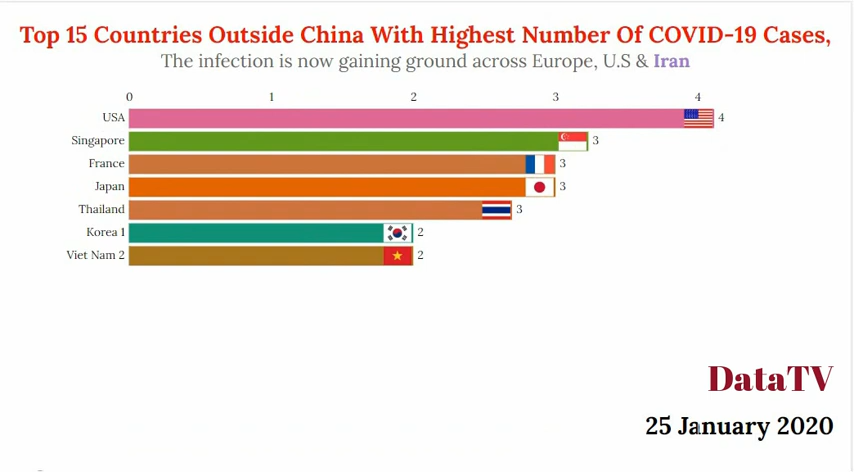 Top 15 Countries Outside China With Highest Number Of COVID-19 Cases,
The infection is now gaining ground across Europe, U.S & Iran
0 1 2 3 4
USA 4
Singapore 3
France 3
Japan 3
Thailand 3
Korea 1 2
Viet Nam 2 2
DataTV
25 January 2020